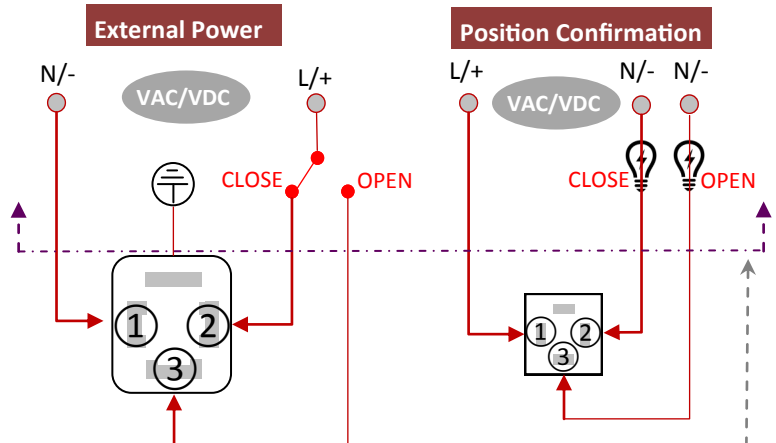 External Power
Position Confirmation
N/-
L/+
L/+
N/-
N/-
VAC/VDC
VAC/VDC
CLOSE
OPEN
CLOSE
OPEN
1
2
3
1
2
3